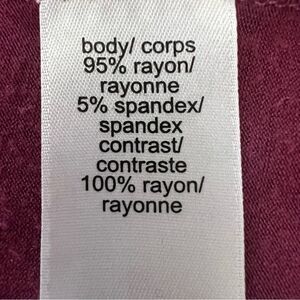 body/ corps
95% rayon/
rayonne
5% spandex/
spandex
contrast/
contraste
100% rayon/
rayonne